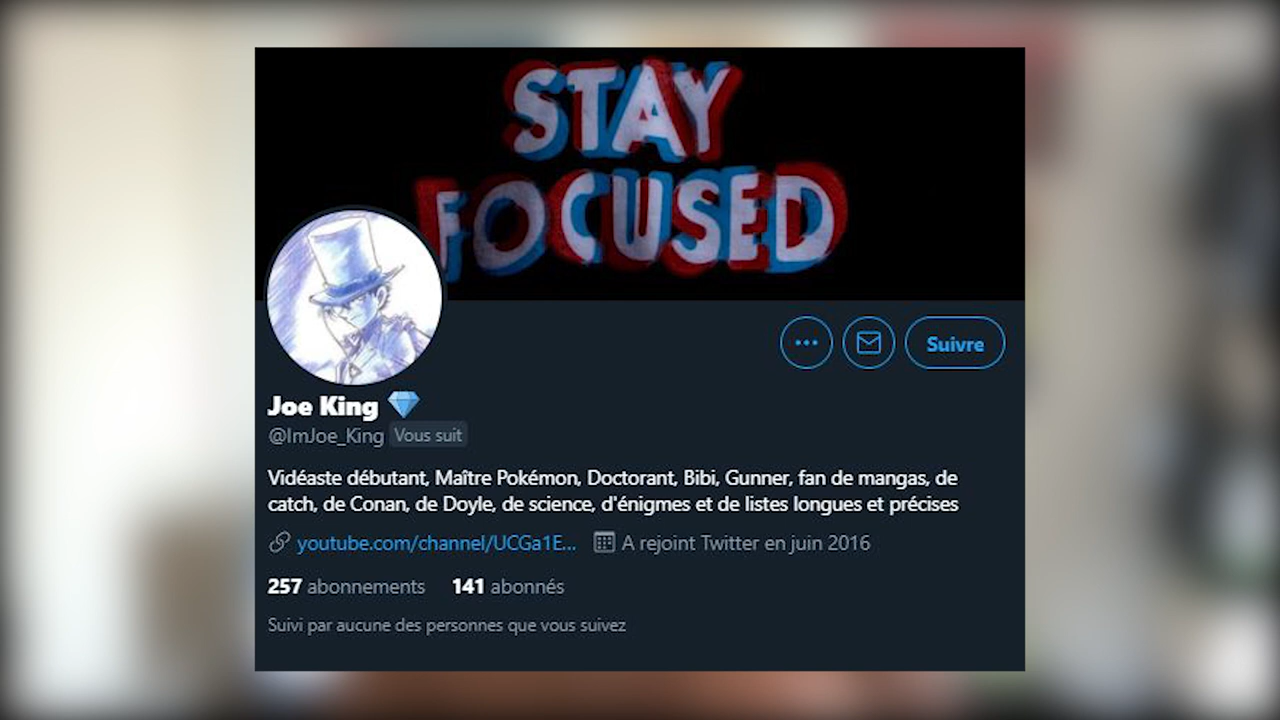 STAY
FOCUSED
Suivre
Joe King
@ImJoe_King Vous suit
Vidéaste débutant, Maître Pokémon, Doctorant, Bibi, Gunner, fan de mangas, de
catch, de Conan, de Doyle, de science, d'énigmes et de listes longues et précises
youtube.com/channel/UCGa1E... A rejoint Twitter en juin 2016
257 abonnements 141 abonnés
Suivi par aucune des personnes que vous suivez